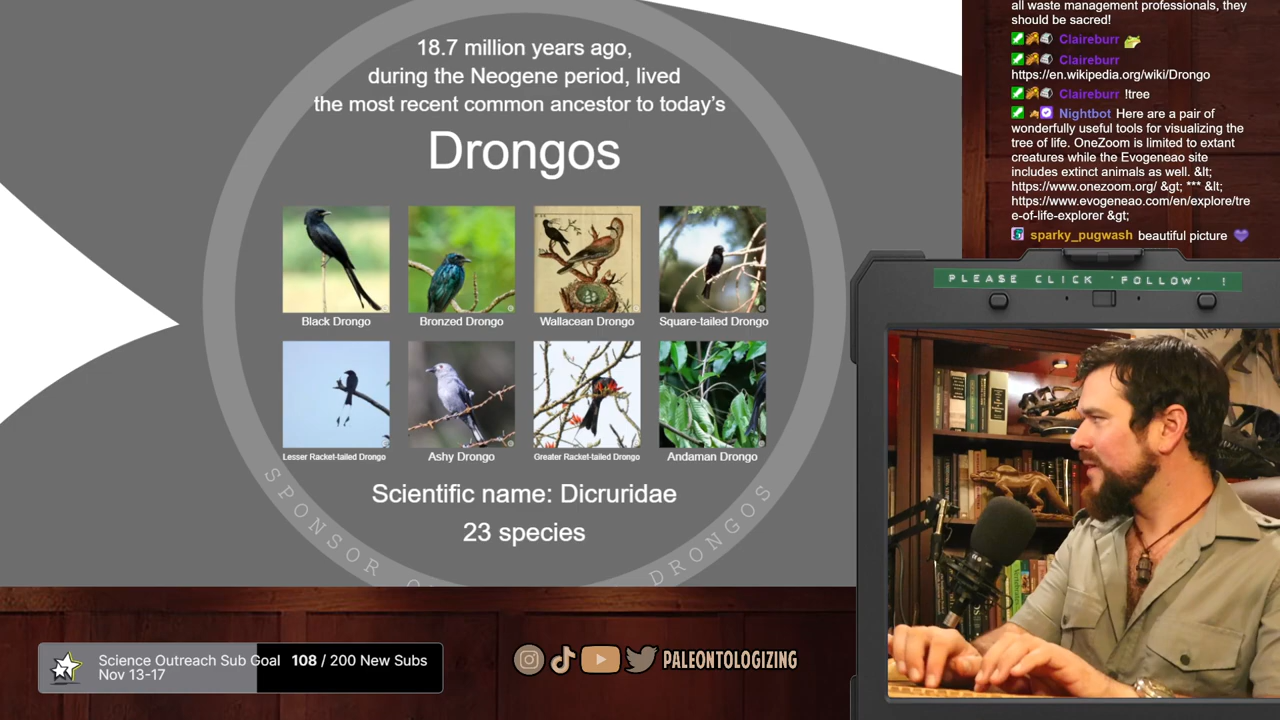 18.7 million years ago,
during the Neogene period, lived
the most recent common ancestor to today's
Drongos
Black Drongo
Bronzed Drongo
Wallacean Drongo
Square-tailed Drongo
Lesser Racket-tailed Drongo
Ashy Drongo
Greater Racket-tailed Drongo
Andaman Drongo
Scientific name: Dicruridae
23 species
SPONSOR
DRONGOS
all waste management professionals, they
should be sacred!
Claireburr
Claireburr
https://en.wikipedia.org/wiki/Drongo
Claireburr !tree
Nightbot Here are a pair of
wonderfully useful tools for visualizing the
tree of life. OneZoom is limited to extant
creatures while the Evogeneao site
includes extinct animals as well. &lt;
https://www.onezoom.org/ &gt; *** &lt;
https://www.evogeneao.com/en/explore/tre
e-of-life-explorer &gt;
sparky_pugwash beautiful picture
PLEASE CLICK "FOLLOW" !
Science Outreach Sub Goal 108 / 200 New Subs
Nov 13-17
PALEONTOLOGIZING